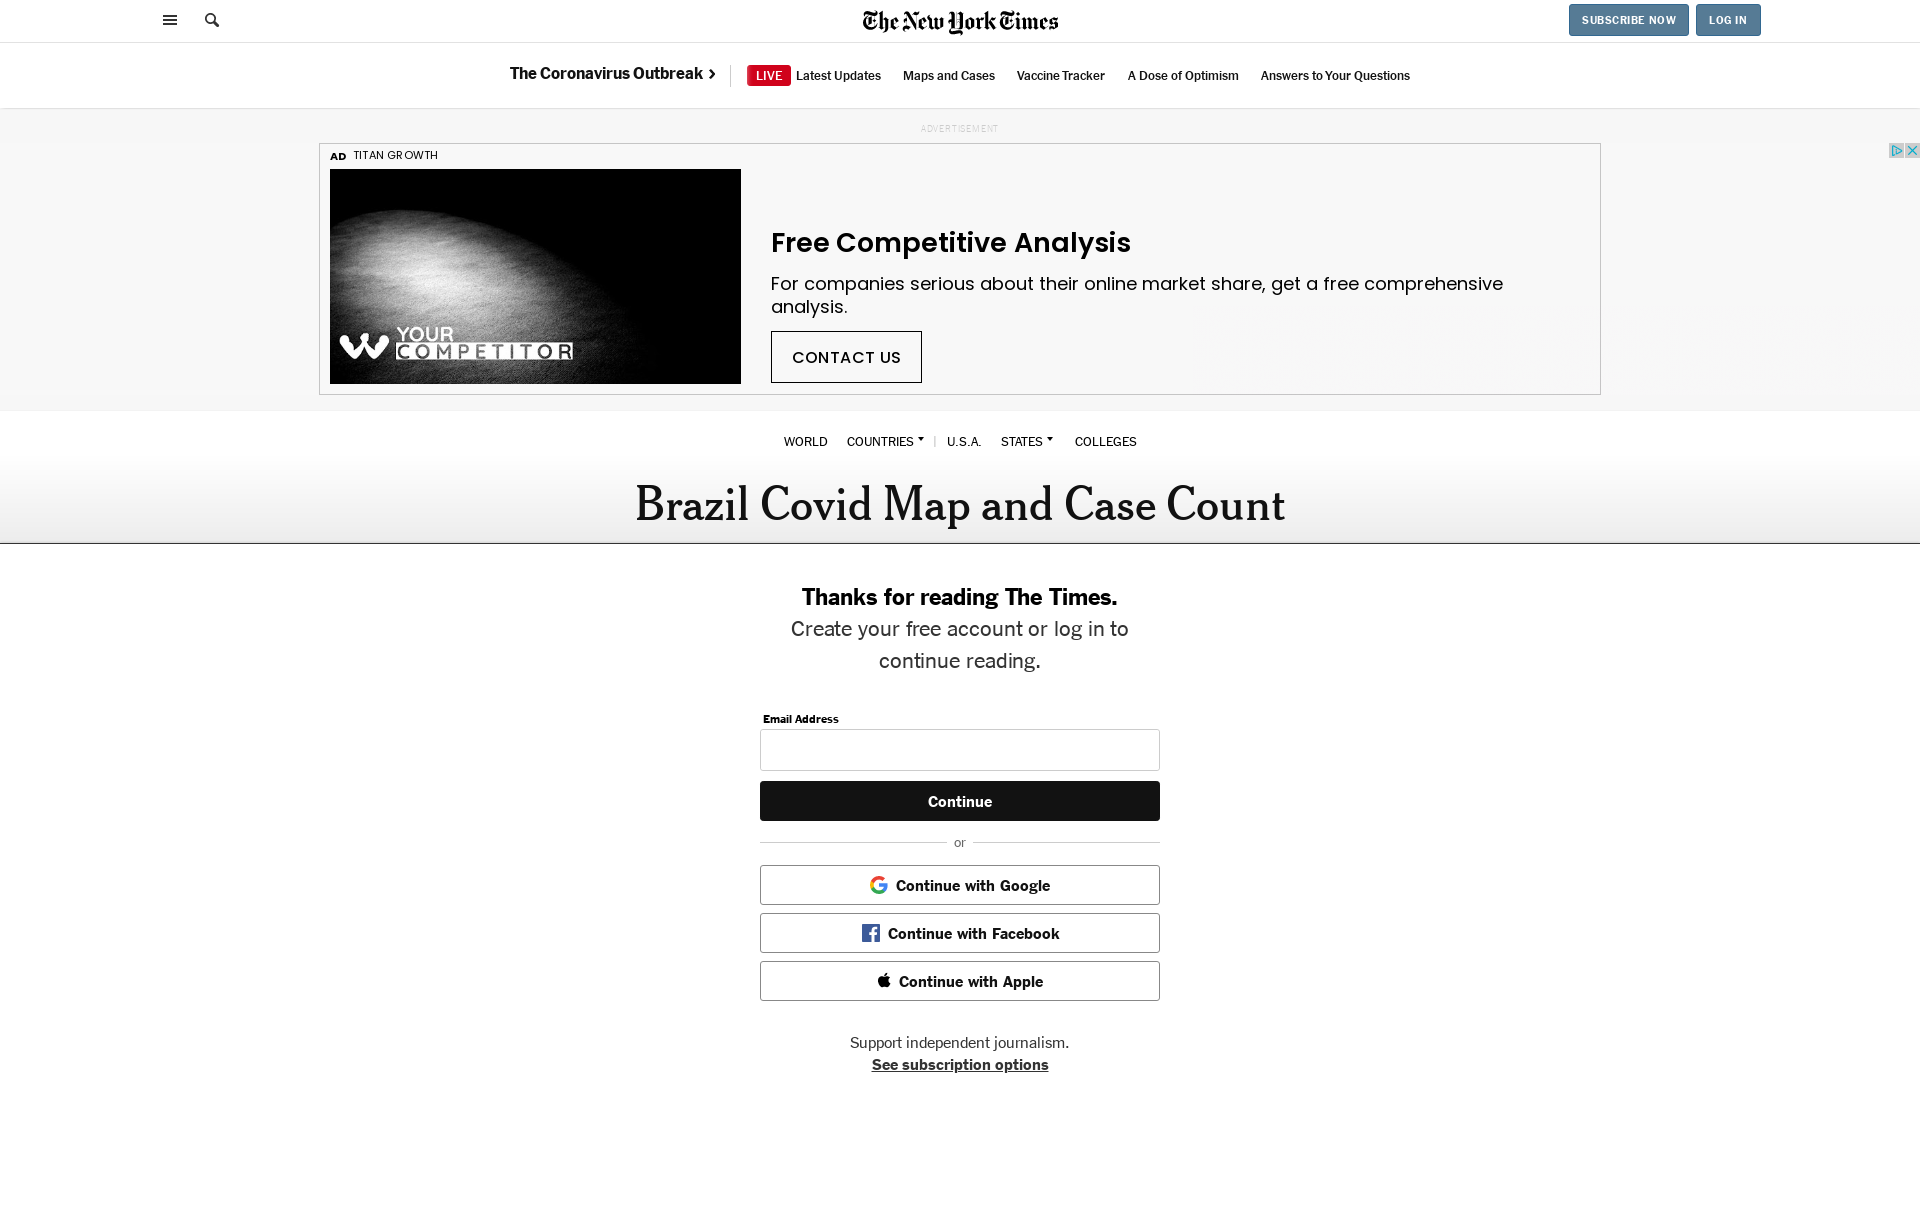 The New York Times
SUBSCRIBE NOW
LOG IN
The Coronavirus Outbreak
LIVE Latest Updates
Maps and Cases
Vaccine Tracker
A Dose of Optimism
Answers to Your Questions
ADVERTISEMENT
AD TITAN GROWTH
YOUR
COMPETITOR
Free Competitive Analysis
For companies serious about their online market share, get a free comprehensive
analysis.
CONTACT US
WORLD COUNTRIES | U.S.A. STATES COLLEGES
Brazil Covid Map and Case Count
Thanks for reading The Times.
Create your free account or log in to
continue reading.
Email Address
Continue
or
Continue with Google
Continue with Facebook
Continue with Apple
Support independent journalism.
See subscription options